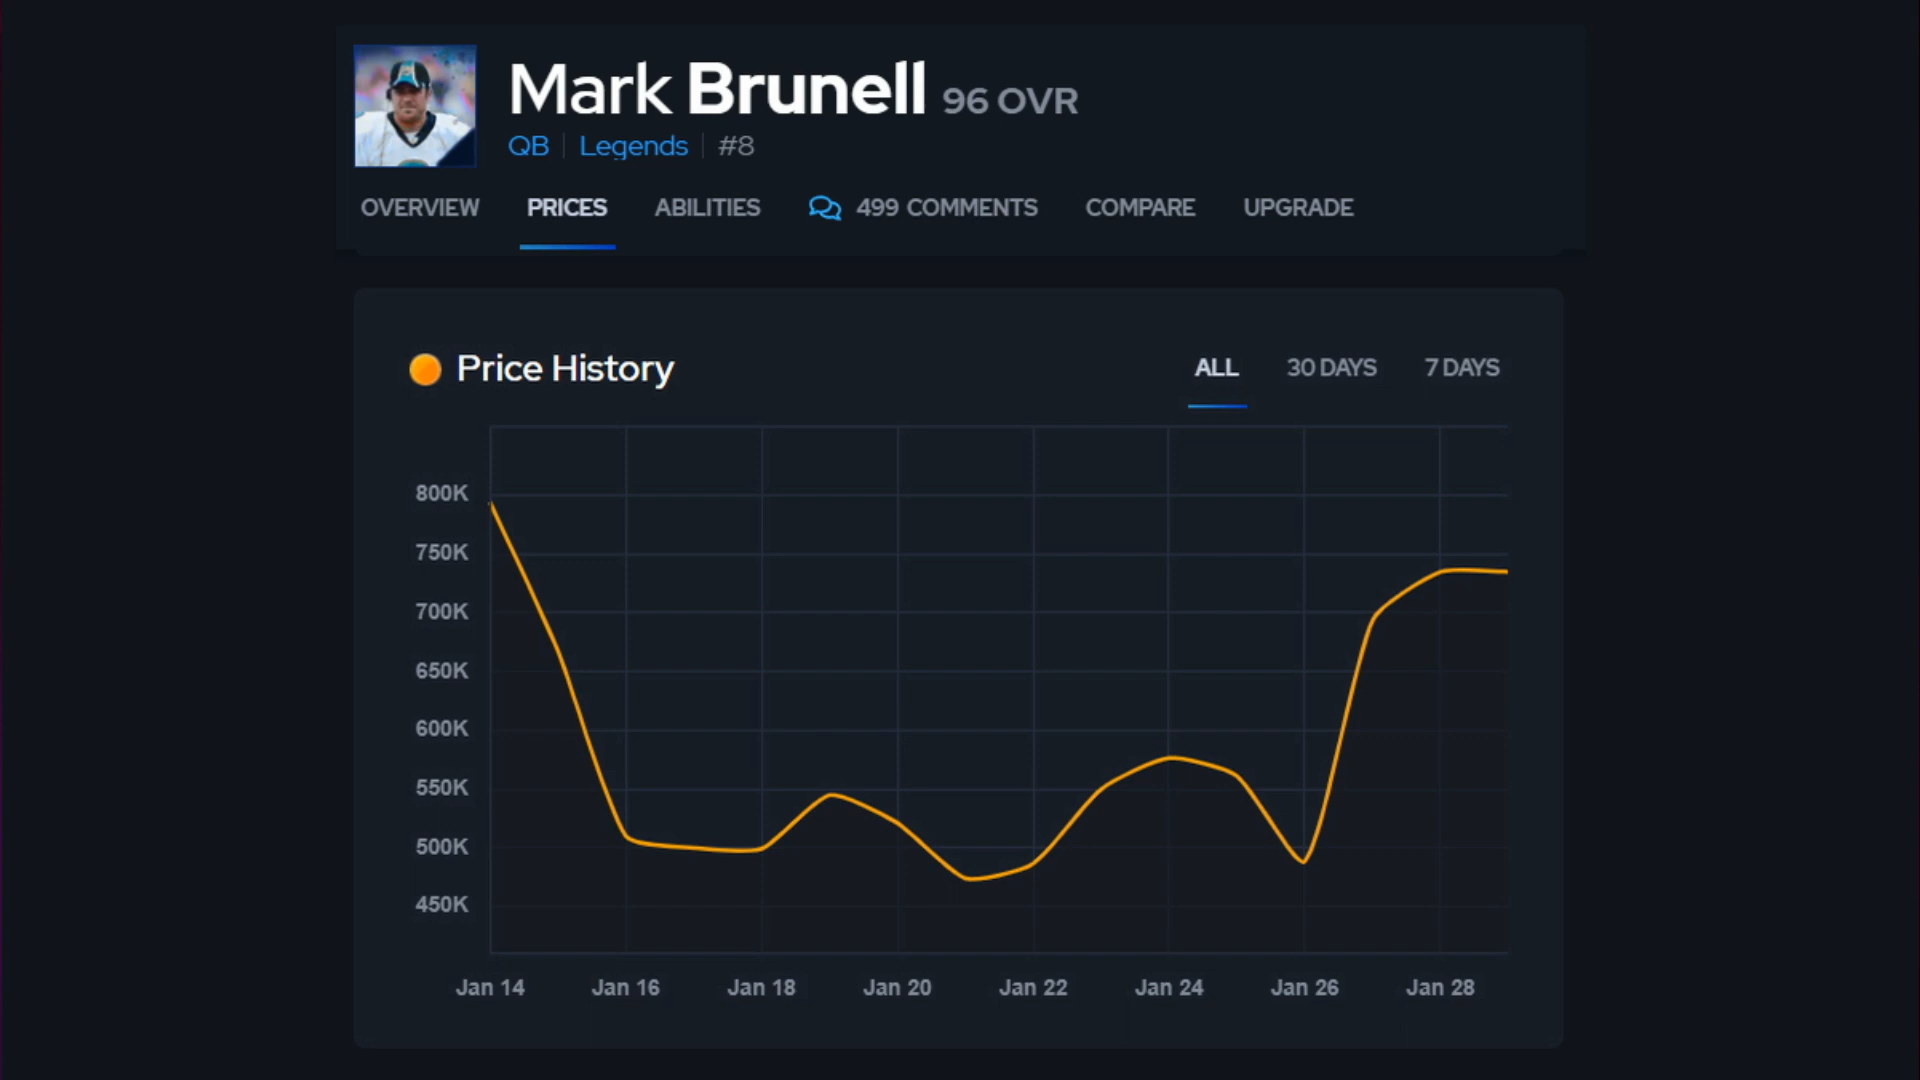 Mark Brunell 96 OVR
QB Legends #8
OVERVIEW PRICES ABILITIES 499 COMMENTS COMPARE UPGRADE
Price History ALL 30 DAYS 7 DAYS
800K
750K
700K
650K
600K
550K
500K
450K
Jan 14 Jan 16 Jan 18 Jan 20 Jan 22 Jan 24 Jan 26 Jan 28